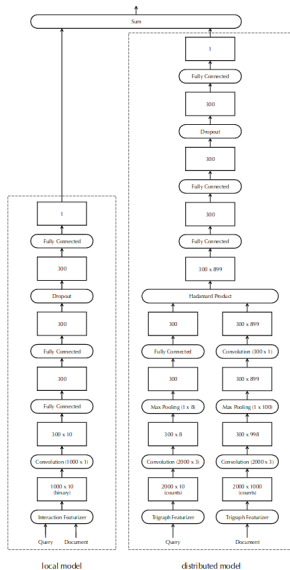 Sum
1
Fully Connected
300
Dropout
300
Fully Connected
300
Fully Connected
300 x 899
Hadamard Product
300
300 x 899
Fully Connected
Convolution (300 x 1)
300
300 x 899
Max Pooling (1 x 8)
Max Pooling (1 x 100)
300 x 8
300 x 998
Convolution (2000 x 3)
Convolution (2000 x 3)
2000 x 10
(counts)
2000 x 1000
(counts)
Trigraph Featurizer
Trigraph Featurizer
Query
Document
distributed model
1
Fully Connected
300
Dropout
300
Fully Connected
300
Fully Connected
300 x 10
Convolution (1000 x 1)
1000 x 10
(binary)
Interaction Featurizer
Query
Document
local model